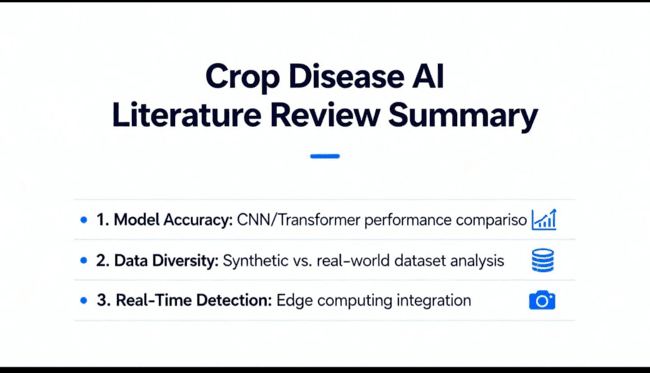 Crop Disease AI
Literature Review Summary
1. Model Accuracy: CNN/Transformer performance compariso
2. Data Diversity: Synthetic vs. real-world dataset analysis
3. Real-Time Detection: Edge computing integration